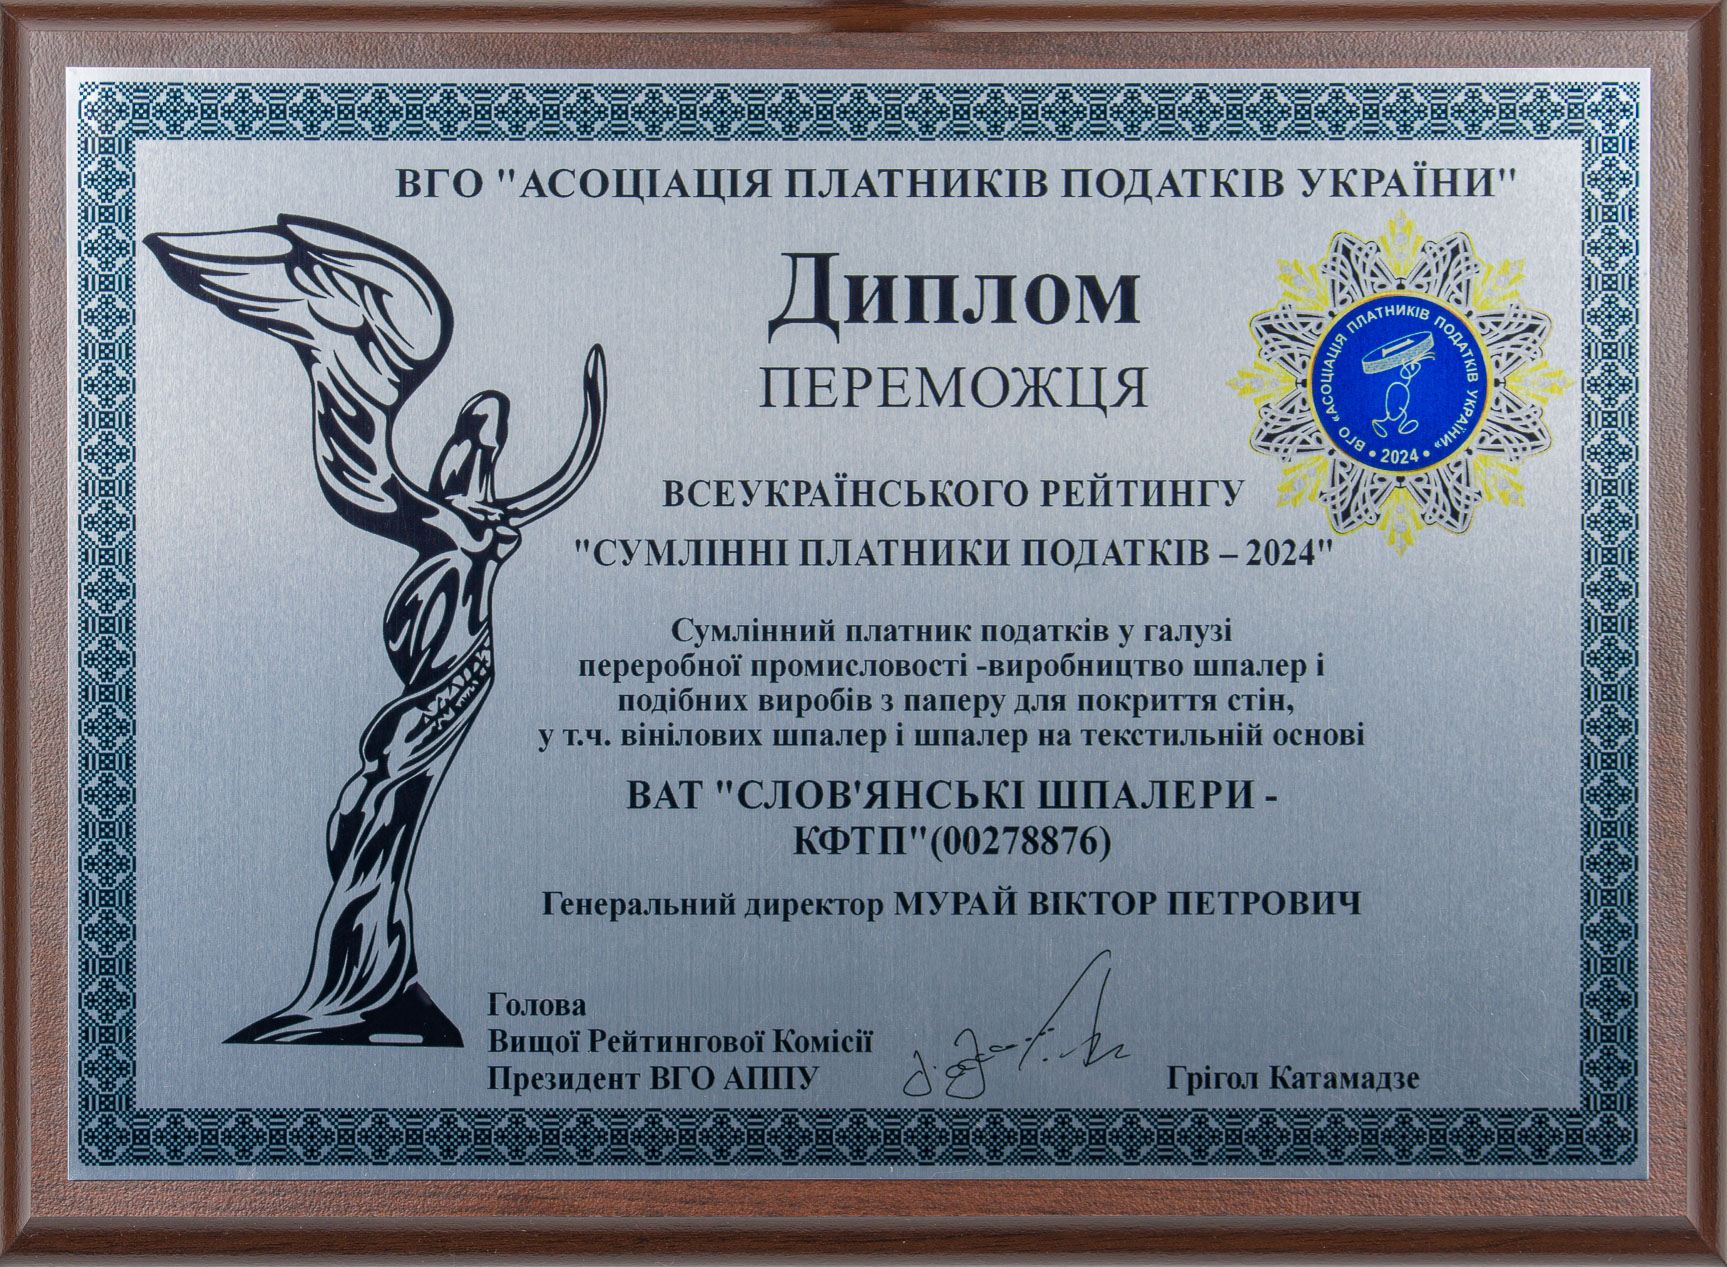 ВГО "АСОЦІАЦІЯ ПЛАТНИКІВ ПОДАТКІВ УКРАЇНИ"
Диплом
ПЕРЕМОЖЦЯ
ВГО «АСОЦІАЦІЯ ПЛАТНИКІВ ПОДАТКІВ УКРАЇНИ»
• 2024 •
ВСЕУКРАЇНСЬКОГО РЕЙТИНГУ
"СУМЛІННІ ПЛАТНИКИ ПОДАТКІВ – 2024"
Сумлінний платник податків у галузі
переробної промисловості -виробництво шпалер і
подібних виробів з паперу для покриття стін,
у т.ч. вінілових шпалер і шпалер на текстильній основі
ВАТ "СЛОВ'ЯНСЬКІ ШПАЛЕРИ -
КФТП"(00278876)
Генеральний директор МУРАЙ ВІКТОР ПЕТРОВИЧ
Голова
Вищої Рейтингової Комісії
Президент ВГО АППУ
Грігол Катамадзе